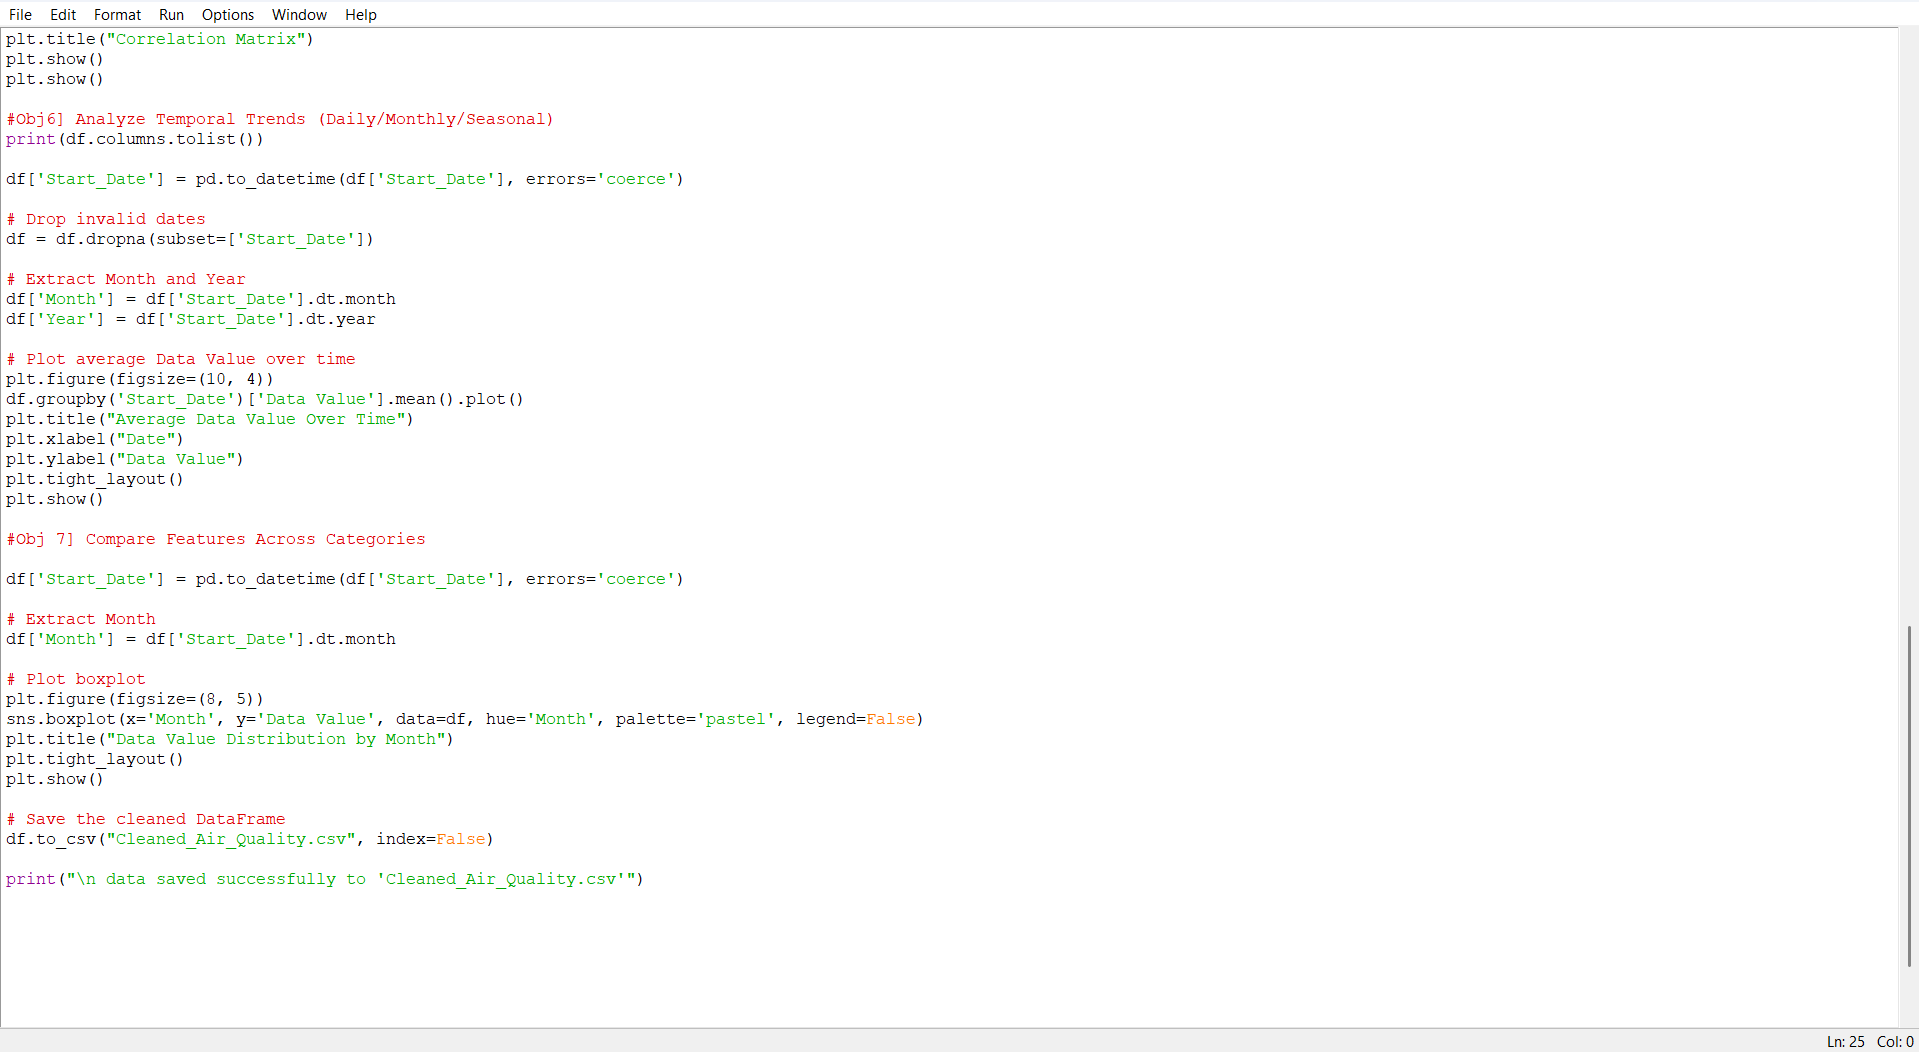 File Edit Format Run Options Window Help
plt.title("Correlation Matrix")
plt.show()
plt.show()
#Obj6] Analyze Temporal Trends (Daily/Monthly/Seasonal)
print(df.columns.tolist())
df['Start_Date'] = pd.to_datetime(df['Start_Date'], errors='coerce')
# Drop invalid dates
df = df.dropna(subset=['Start_Date'])
# Extract Month and Year
df['Month'] = df['Start_Date'].dt.month
df['Year'] = df['Start_Date'].dt.year
# Plot average Data Value over time
plt.figure(figsize=(10, 4))
df.groupby('Start_Date')['Data Value'].mean().plot()
plt.title("Average Data Value Over Time")
plt.xlabel("Date")
plt.ylabel("Data Value")
plt.tight_layout()
plt.show()
#Obj 7] Compare Features Across Categories
df['Start_Date'] = pd.to_datetime(df['Start_Date'], errors='coerce')
# Extract Month
df['Month'] = df['Start_Date'].dt.month
# Plot boxplot
plt.figure(figsize=(8, 5))
sns.boxplot(x='Month', y='Data Value', data=df, hue='Month', palette='pastel', legend=False)
plt.title("Data Value Distribution by Month")
plt.tight_layout()
plt.show()
# Save the cleaned DataFrame
df.to_csv("Cleaned_Air_Quality.csv", index=False)
print("\n data saved successfully to 'Cleaned_Air_Quality.csv'")
Ln: 25 Col: 0